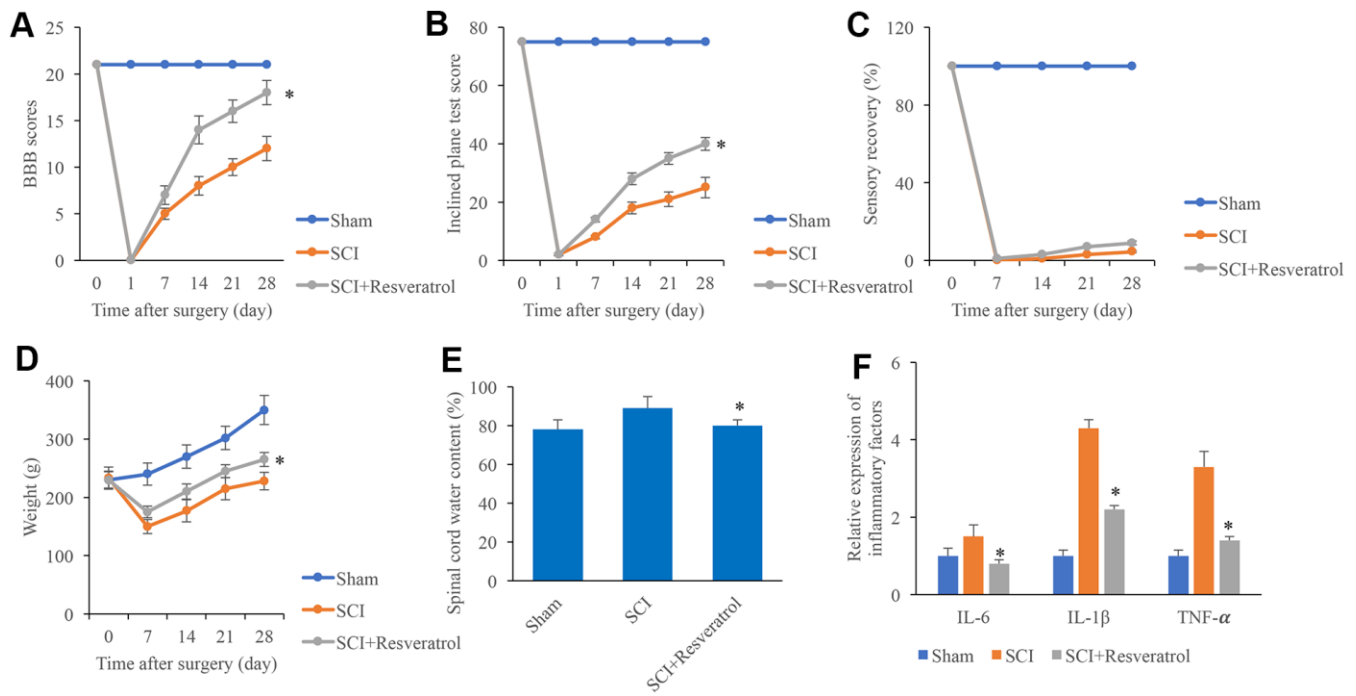 A
BBB scores
25
20
15
10
5
0
0 1 7 14 21 28
Time after surgery (day)
*
Sham
SCI
SCI+Resveratrol
B
Inclined plane test score
80
60
40
20
0
0 1 7 14 21 28
Time after surgery (day)
*
Sham
SCI
SCI+Resveratrol
C
Sensory recovery (%)
120
80
40
0
0 7 14 21 28
Time after surgery (day)
Sham
SCI
SCI+Resveratrol
D
Weight (g)
400
300
200
100
0
0 7 14 21 28
Time after surgery (day)
*
Sham
SCI
SCI+Resveratrol
E
Spinal cord water content (%)
100
80
60
40
20
0
*
Sham
SCI
SCI+Resveratrol
F
Relative expression of
inflammatory factors
6
4
2
0
* * *
IL-6 IL-1β TNF-α
Sham SCI SCI+Resveratrol